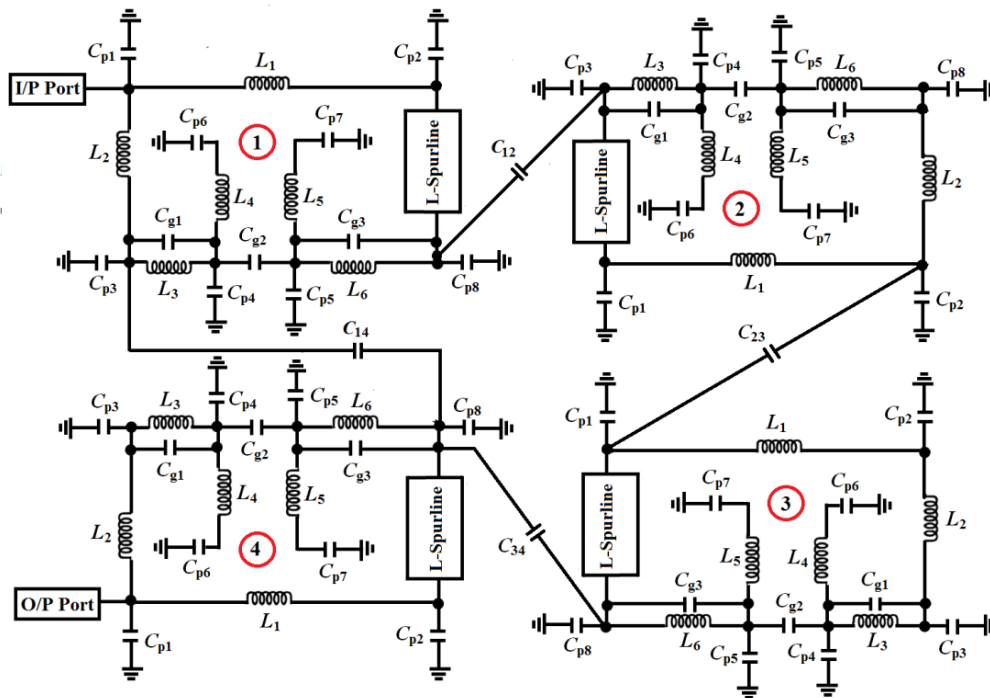 Cp1
Cp2
I/P Port
L1
L2
Cp6
1
Cp7
L-Spurline
L4
L5
Cg1
Cg2
Cg3
Cp3
L3
Cp4
Cp5
L6
Cp8
C12
Cp3
L3
Cp4
Cp5
L6
Cp8
Cg1
Cg2
Cg3
L-Spurline
L4
L5
L2
Cp6
2
Cp7
L1
Cp1
Cp2
C14
C23
Cp3
L3
Cp4
Cp5
L6
Cp8
Cg1
Cg2
Cg3
L4
L5
L2
L-Spurline
Cp6
4
Cp7
O/P Port
L1
Cp1
Cp2
C34
Cp1
Cp2
L1
L-Spurline
Cp7
3
Cp6
L2
L5
L4
Cg3
Cg2
Cg1
Cp8
L6
Cp5
Cp4
L3
Cp3